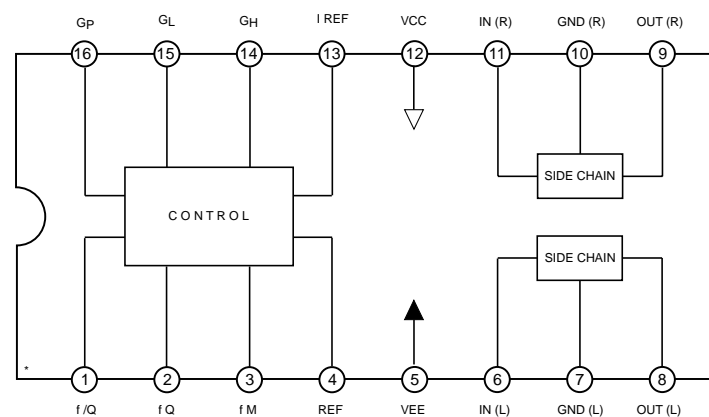 GP GL GH I REF VCC IN (R) GND (R) OUT (R)
16 15 14 13 12 11 10 9
SIDE CHAIN
CONTROL
SIDE CHAIN
*
1 2 3 4 5 6 7 8
f /Q f Q f M REF VEE IN (L) GND (L) OUT (L)